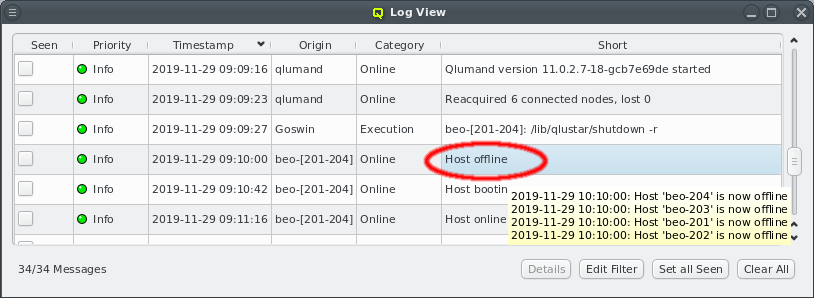 Log View
Seen Priority Timestamp Origin Category Short
Info 2019-11-29 09:09:16 qlumand Online Qlumand version 11.0.2.7-18-gcb7e69de started
Info 2019-11-29 09:09:23 qlumand Online Reacquired 6 connected nodes, lost 0
Info 2019-11-29 09:09:27 Goswin Execution beo-[201-204]: /lib/qlustar/shutdown -r
Info 2019-11-29 09:10:00 beo-[201-204] Online Host offline
Info 2019-11-29 09:10:42 beo-[201-204] Online Host bootin
Info 2019-11-29 09:11:16 beo-[201-204] Online Host online
2019-11-29 10:10:00: Host 'beo-204' is now offline
2019-11-29 10:10:00: Host 'beo-203' is now offline
2019-11-29 10:10:00: Host 'beo-201' is now offline
2019-11-29 10:10:00: Host 'beo-202' is now offline
34/34 Messages
Details Edit Filter Set all Seen Clear All